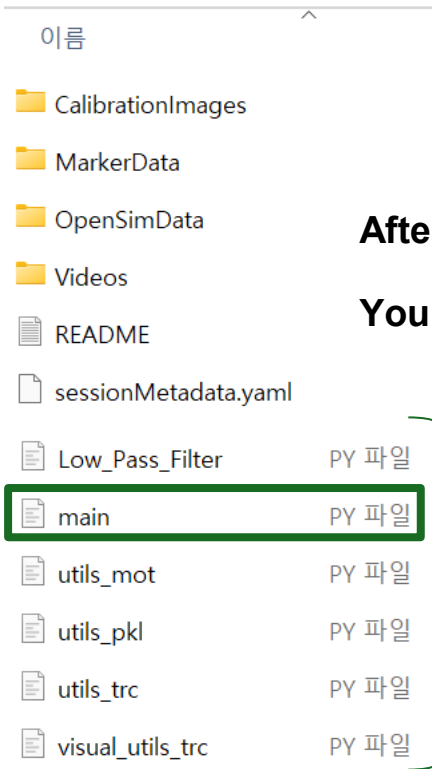 이름
CalibrationImages
MarkerData
OpenSimData
Afte
Videos
You
README
sessionMetadata.yaml
Low_Pass_Filter PY 파일
main PY 파일
utils_mot PY 파일
utils_pkl PY 파일
utils_trc PY 파일
visual_utils_trc PY 파일